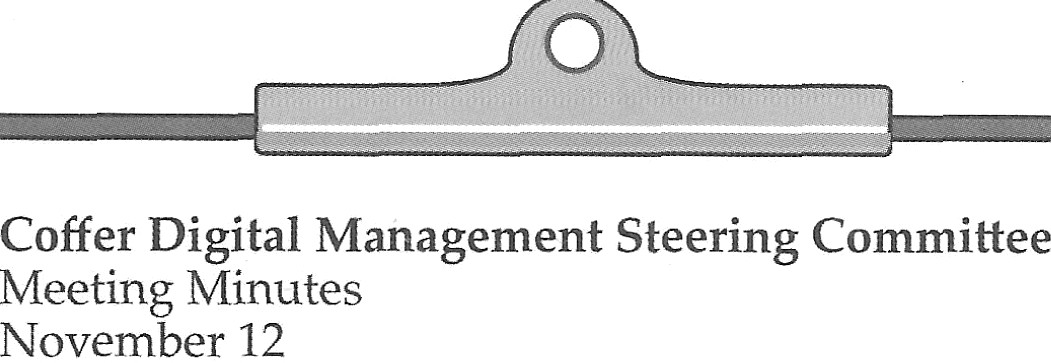 Coffer Digital Management Steering Committee
Meeting Minutes
November 12